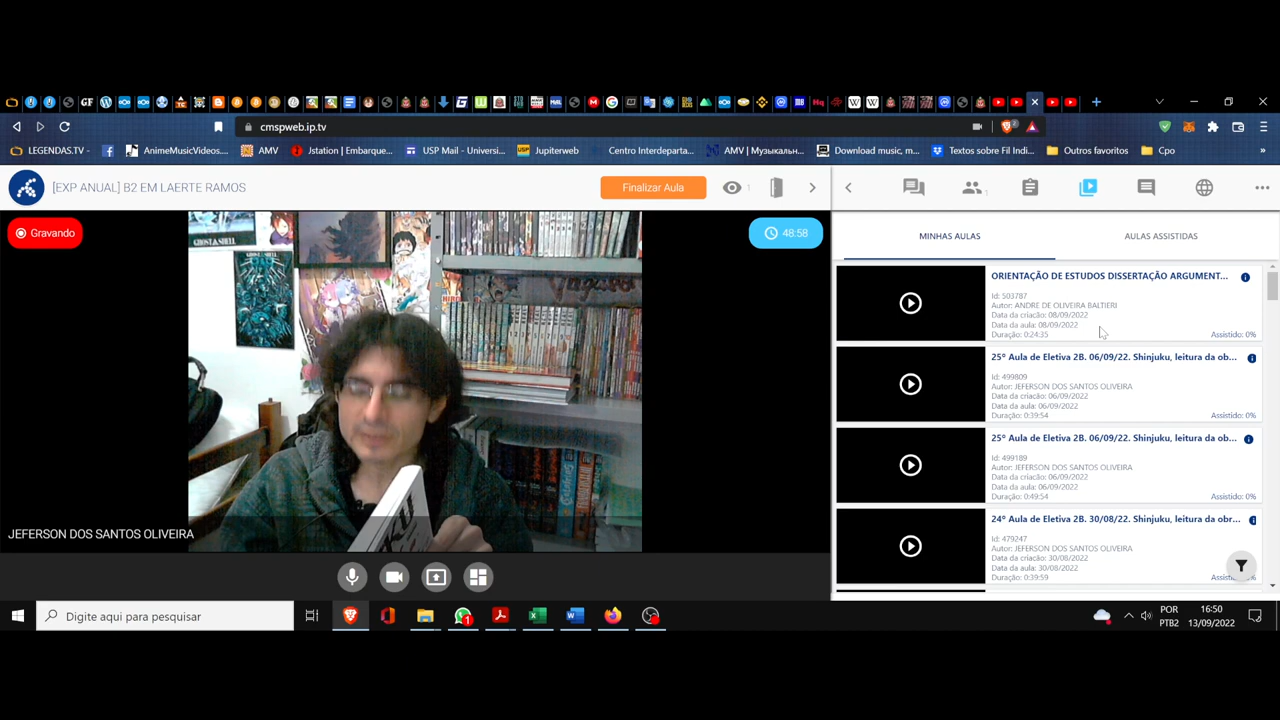 cmspweb.ip.tv
LEGENDAS.TV -
AnimeMusicVideos...
AMV
Jstation | Embarque...
USP Mail - Universi...
Jupiterweb
Centro Interdeparta...
AMV | Музыкальн...
Download music, m...
Textos sobre Fil Indi...
Outros favoritos
Cpo
[EXP ANUAL] B2 EM LAERTE RAMOS
Finalizar Aula
1
1
Gravando
48:58
MINHAS AULAS
AULAS ASSISTIDAS
ORIENTAÇÃO DE ESTUDOS DISSERTAÇÃO ARGUMENT...
Id: 503787
Autor: ANDRE DE OLIVEIRA BALTIERI
Data da criação: 08/09/2022
Data da aula: 08/09/2022
Duração: 0:24:35
Assistido: 0%
25º Aula de Eletiva 2B. 06/09/22. Shinjuku, leitura da ob...
Id: 499809
Autor: JEFERSON DOS SANTOS OLIVEIRA
Data da criação: 06/09/2022
Data da aula: 06/09/2022
Duração: 0:39:54
Assistido: 0%
25º Aula de Eletiva 2B. 06/09/22. Shinjuku, leitura da ob...
Id: 499189
Autor: JEFERSON DOS SANTOS OLIVEIRA
Data da criação: 06/09/2022
Data da aula: 06/09/2022
Duração: 0:49:54
Assistido: 0%
24º Aula de Eletiva 2B. 30/08/22. Shinjuku, leitura da obr...
Id: 479247
Autor: JEFERSON DOS SANTOS OLIVEIRA
Data da criação: 30/08/2022
Data da aula: 30/08/2022
Duração: 0:39:59
GHOST IN THE SHELL
JEFERSON DOS SANTOS OLIVEIRA
Digite aqui para pesquisar
1
POR
PTB2
16:50
13/09/2022